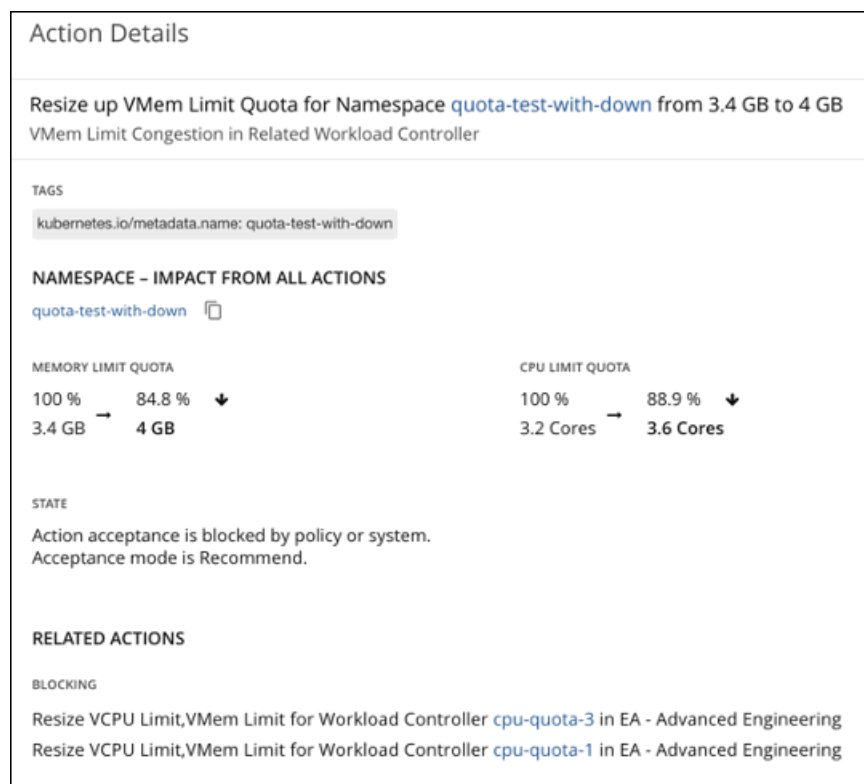 Action Details
Resize up VMem Limit Quota for Namespace quota-test-with-down from 3.4 GB to 4 GB
VMem Limit Congestion in Related Workload Controller
TAGS
kubernetes.io/metadata.name: quota-test-with-down
NAMESPACE – IMPACT FROM ALL ACTIONS
quota-test-with-down
MEMORY LIMIT QUOTA
100 % → 84.8 % ↓
3.4 GB 4 GB
CPU LIMIT QUOTA
100 % → 88.9 % ↓
3.2 Cores 3.6 Cores
STATE
Action acceptance is blocked by policy or system.
Acceptance mode is Recommend.
RELATED ACTIONS
BLOCKING
Resize VCPU Limit,VMem Limit for Workload Controller cpu-quota-3 in EA - Advanced Engineering
Resize VCPU Limit,VMem Limit for Workload Controller cpu-quota-1 in EA - Advanced Engineering